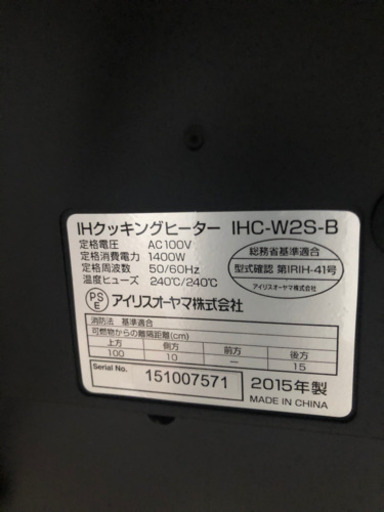 IHクッキングヒーター IHC-W2S-B
定格電圧 AC100V
定格消費電力 1400W
定格周波数 50/60Hz
温度ヒューズ 240℃/240℃
総務省基準適合
型式確認 第IRIH-41号
アイリスオーヤマ株式会社
PS
E
アイリスオーヤマ株式会社
消防法 基準適合
可燃物からの離隔距離(cm)
上方 側方 前方 後方
100 10 － 15
Serial No. 151007571
2015年製
MADE IN CHINA